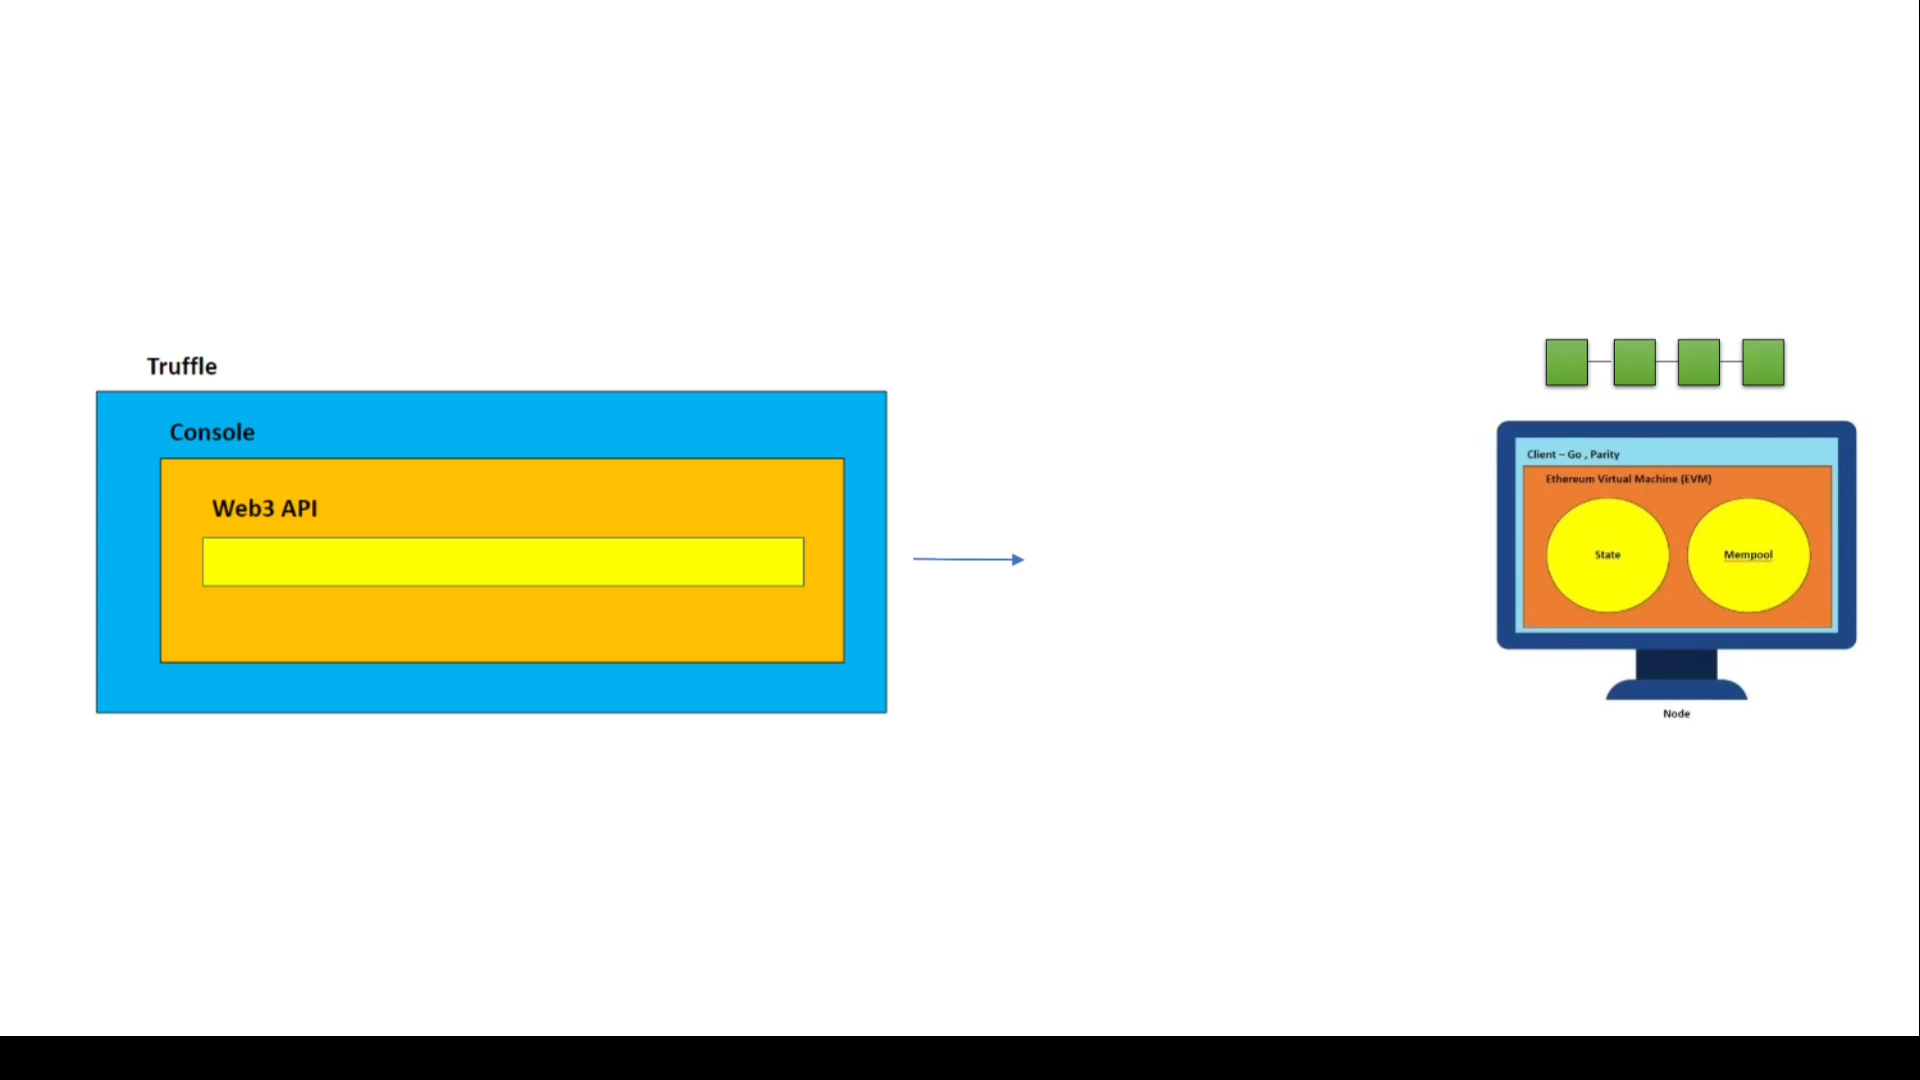 Truffle
Console
Web3 API
Client – Go , Parity
Ethereum Virtual Machine (EVM)
State
Mempool
Node